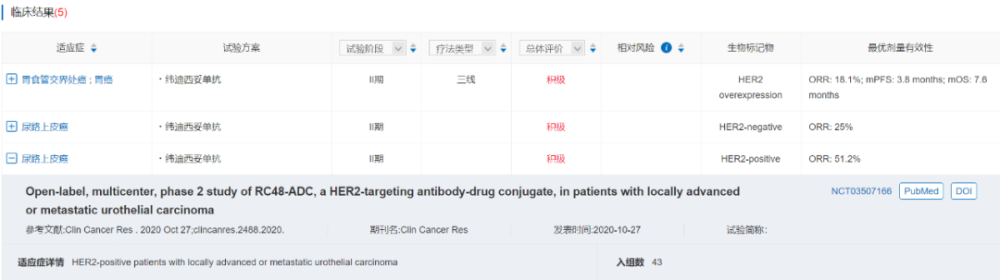 临床结果(5)
适应症 试验方案 试验阶段 疗法类型 总体评价 相对风险 生物标记物 最优剂量有效性
胃食管交界处癌 ; 胃癌 ・纬迪西妥单抗 II期 三线 积极 HER2 overexpression ORR: 18.1%; mPFS: 3.8 months; mOS: 7.6 months
尿路上皮癌 ・纬迪西妥单抗 II期 积极 HER2-negative ORR: 25%
尿路上皮癌 ・纬迪西妥单抗 II期 积极 HER2-positive ORR: 51.2%
Open-label, multicenter, phase 2 study of RC48-ADC, a HER2-targeting antibody-drug conjugate, in patients with locally advanced NCT03507166 PubMed DOI
or metastatic urothelial carcinoma
参考文献:Clin Cancer Res . 2020 Oct 27;clincanres.2488.2020. 期刊名:Clin Cancer Res 发表时间:2020-10-27 试验简称:
适应症详情 HER2-positive patients with locally advanced or metastatic urothelial carcinoma 入组数 43